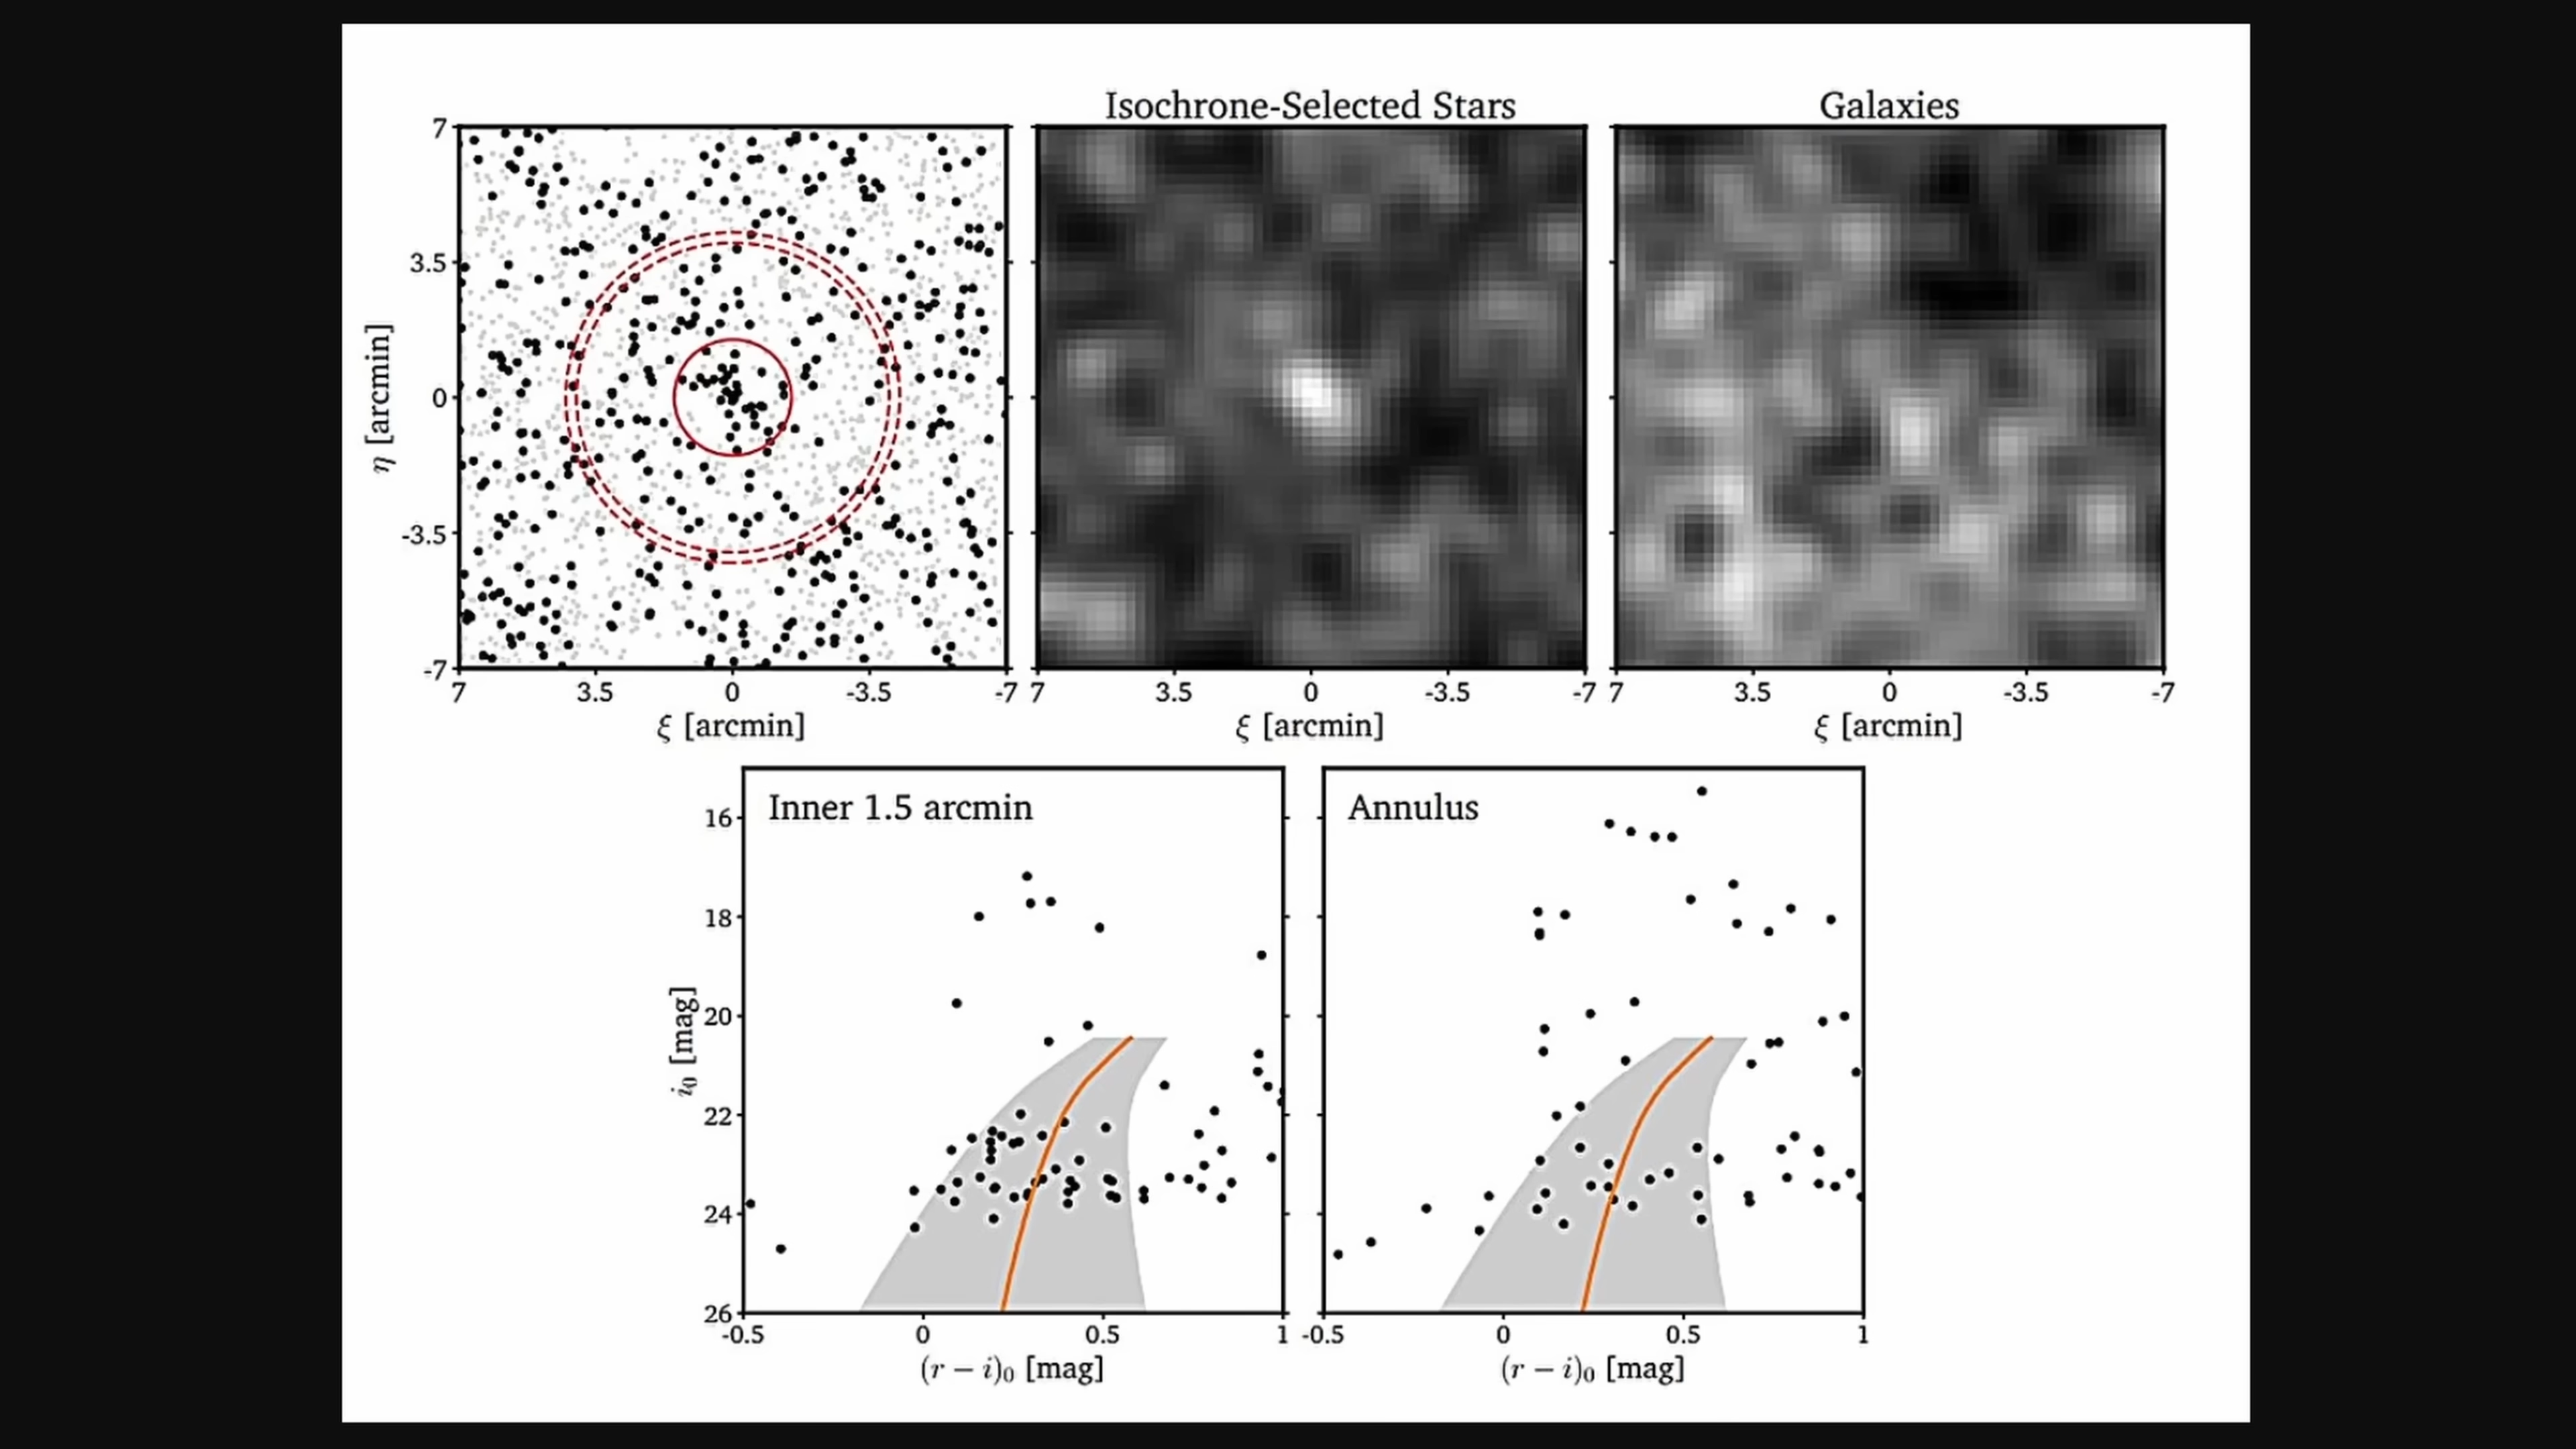 Isochrone-Selected Stars
Galaxies
7
3.5
0
-3.5
-7
η [arcmin]
7 3.5 0 -3.5 -7
ξ [arcmin]
7 3.5 0 -3.5 -7
ξ [arcmin]
7 3.5 0 -3.5 -7
ξ [arcmin]
Inner 1.5 arcmin
Annulus
16
18
20
22
24
26
i₀ [mag]
-0.5 0 0.5 1
(r − i)₀ [mag]
-0.5 0 0.5 1
(r − i)₀ [mag]